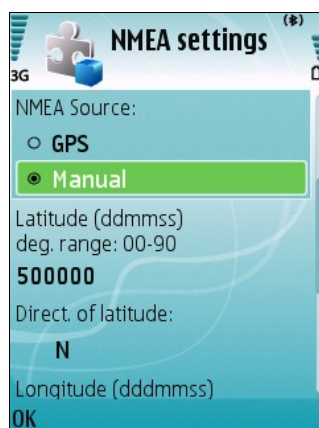 NMEA settings
3G
NMEA Source:
GPS
Manual
Latitude (ddmmss)
deg. range: 00-90
500000
Direct. of latitude:
N
Longitude (dddmmss)
OK